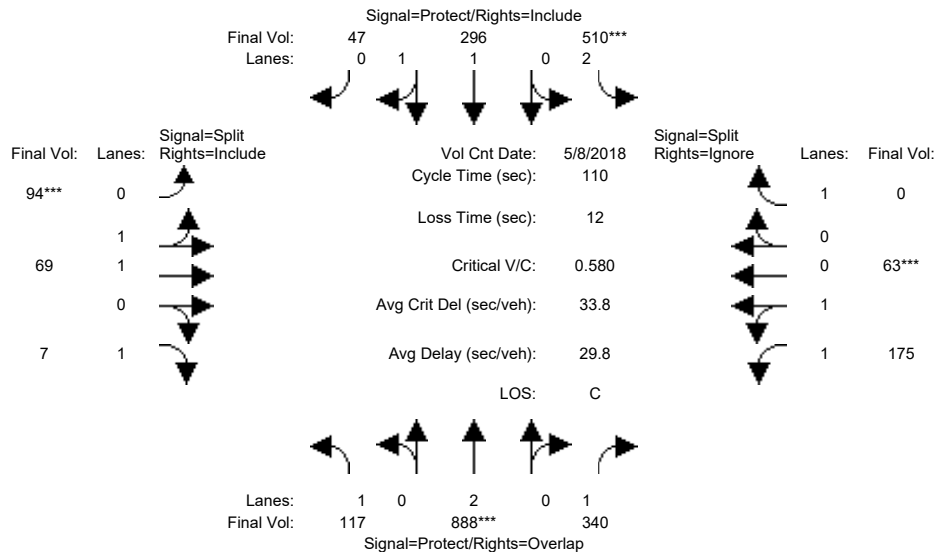 Signal=Protect/Rights=Include
Final Vol: 47 296 510***
Lanes: 0 1 1 0 2
Signal=Split
Final Vol: Lanes: Rights=Include
Vol Cnt Date: 5/8/2018
Signal=Split
Rights=Ignore Lanes: Final Vol:
94*** 0
Cycle Time (sec): 110
1 0
Loss Time (sec): 12
1
0
69 1
Critical V/C: 0.580
0 63***
0
Avg Crit Del (sec/veh): 33.8
1
7 1
Avg Delay (sec/veh): 29.8
1 175
LOS: C
Lanes: 1 0 2 0 1
Final Vol: 117 888*** 340
Signal=Protect/Rights=Overlap